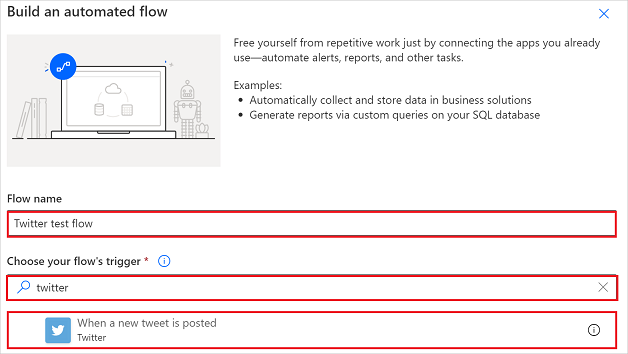 Build an automated flow
Free yourself from repetitive work just by connecting the apps you already
use—automate alerts, reports, and other tasks.
Examples:
• Automatically collect and store data in business solutions
• Generate reports via custom queries on your SQL database
Flow name
Twitter test flow
Choose your flow's trigger *
twitter
When a new tweet is posted
Twitter